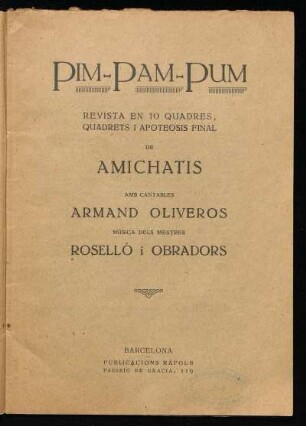 PIM-PAM-PUM
REVISTA EN 10 QUADRES,
QUADRETS I APOTEOSIS FINAL
DE
AMICHATIS
AMB CANTABLES
ARMAND OLIVEROS
MÚSICA DELS MESTRES
ROSELLÓ i OBRADORS
BARCELONA
PUBLICACIONS RÀFOLS
PASSEIG DE GRACIA, 119